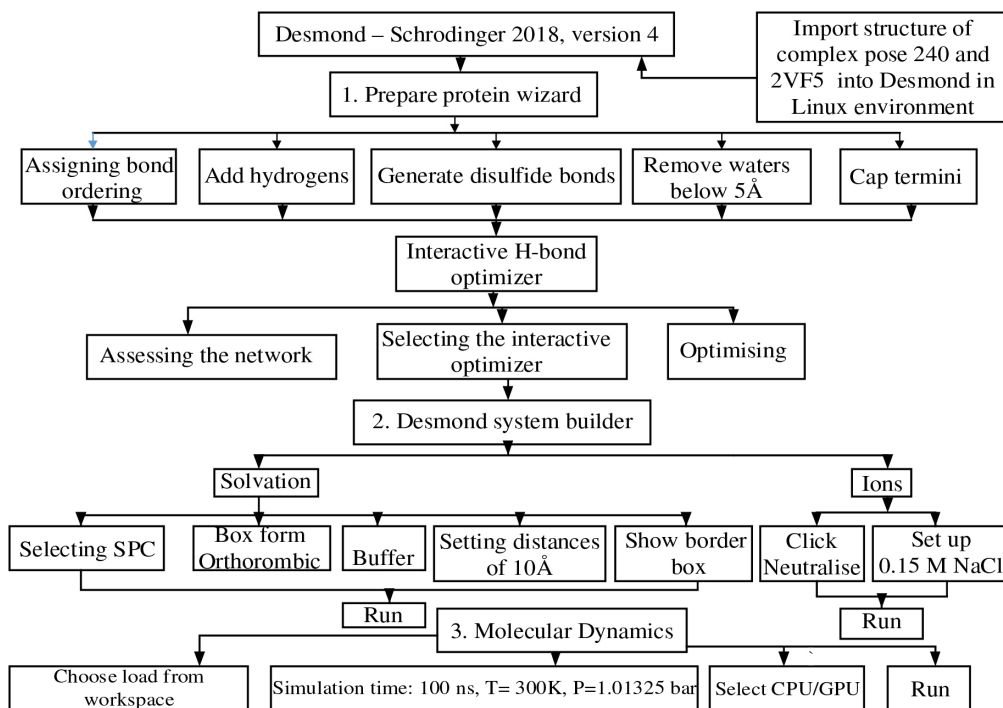 Desmond – Schrodinger 2018, version 4
Import structure of
complex pose 240 and
2VF5 into Desmond in
Linux environment
1. Prepare protein wizard
Assigning bond
ordering
Add hydrogens
Generate disulfide bonds
Remove waters
below 5Å
Cap termini
Interactive H-bond
optimizer
Assessing the network
Selecting the interactive
optimizer
Optimising
2. Desmond system builder
Solvation
Ions
Selecting SPC
Box form
Orthorombic
Buffer
Setting distances
of 10Å
Show border
box
Click
Neutralise
Set up
0.15 M NaCl
Run
Run
3. Molecular Dynamics
Choose load from
workspace
Simulation time: 100 ns, T= 300K, P=1.01325 bar
Select CPU/GPU
Run